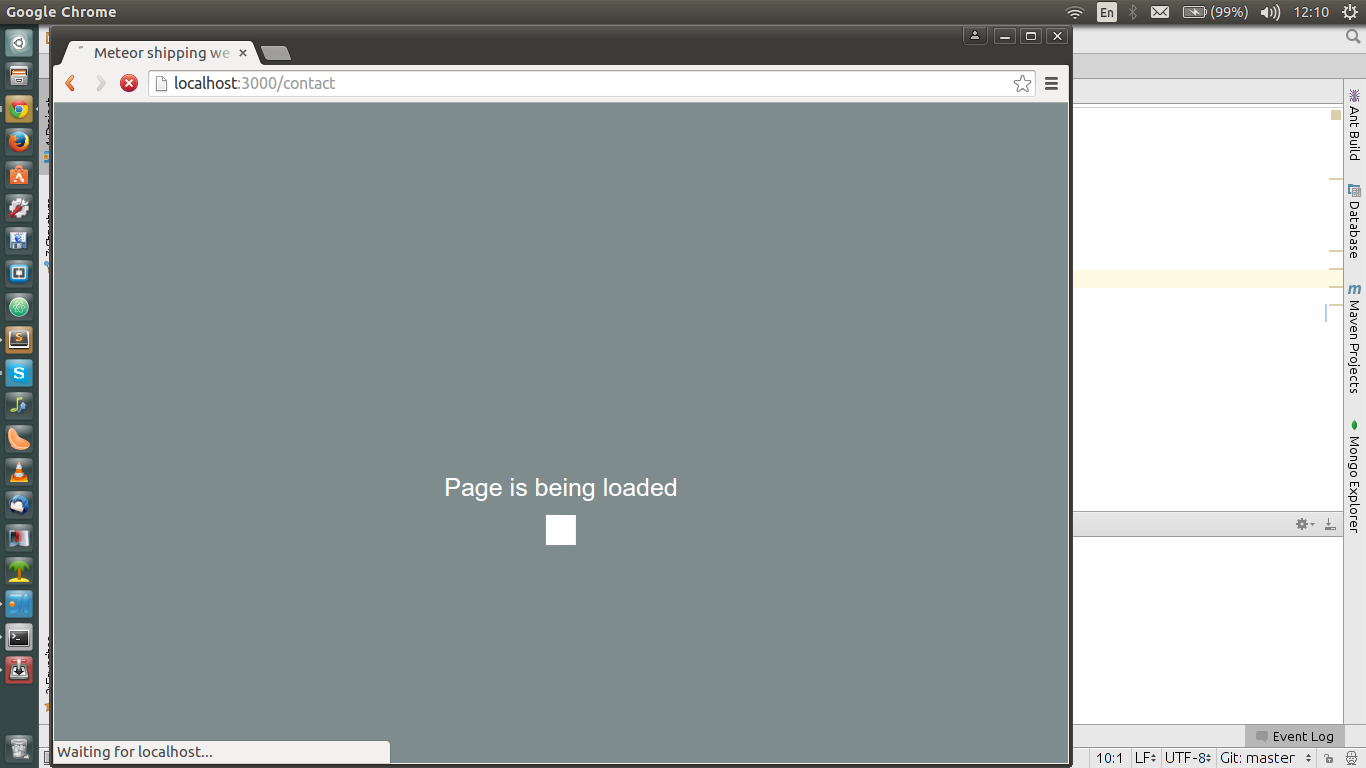 Google Chrome
En
(99%)
12:10
Meteor shipping we
localhost:3000/contact
Page is being loaded
Waiting for localhost...
Ant Build
Database
m
Maven Projects
Mongo Explorer
Event Log
10:1 LF UTF-8 Git: master